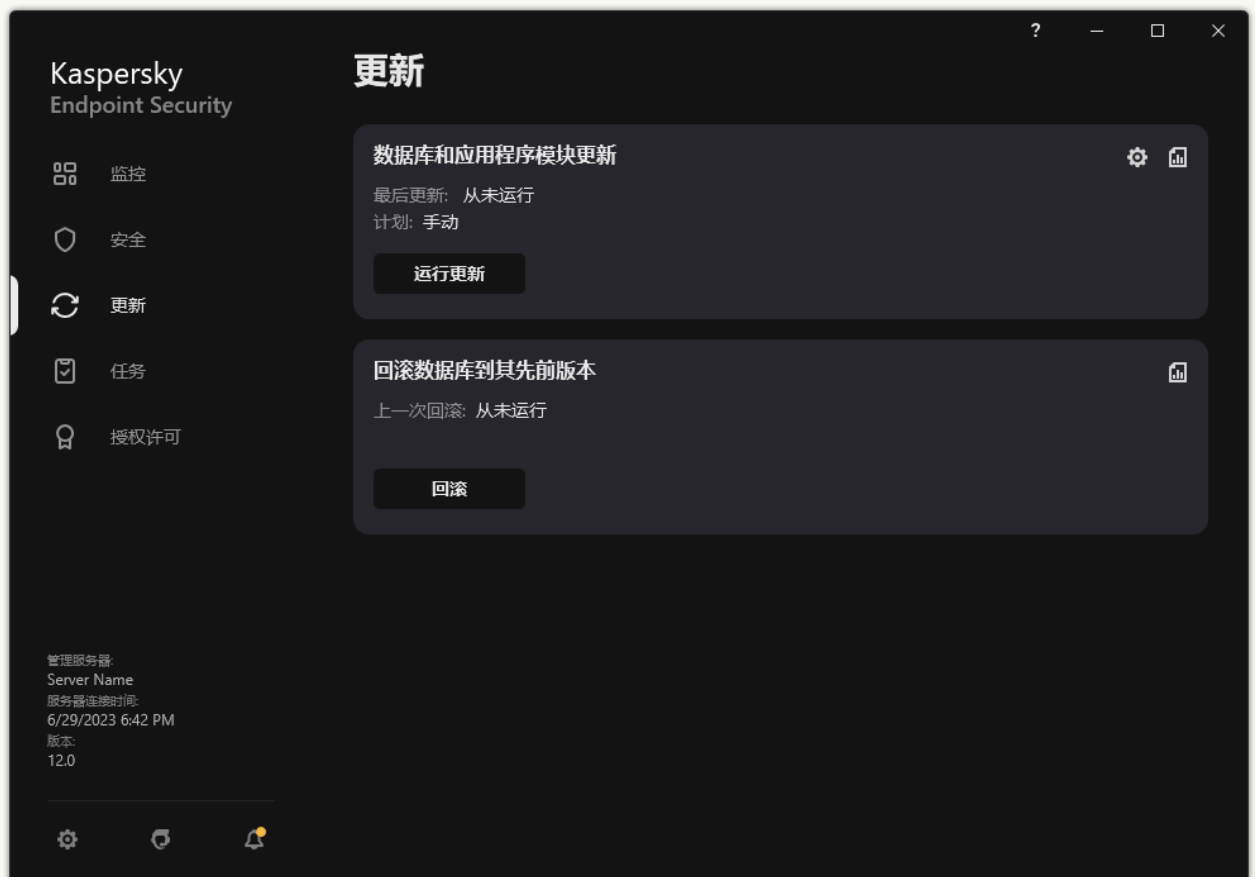 ?
Kaspersky
Endpoint Security
监控
安全
更新
任务
授权许可
管理服务器:
Server Name
服务器连接时间:
6/29/2023 6:42 PM
版本:
12.0
更新
数据库和应用程序模块更新
最后更新: 从未运行
计划: 手动
运行更新
回滚数据库到其先前版本
上一次回滚: 从未运行
回滚